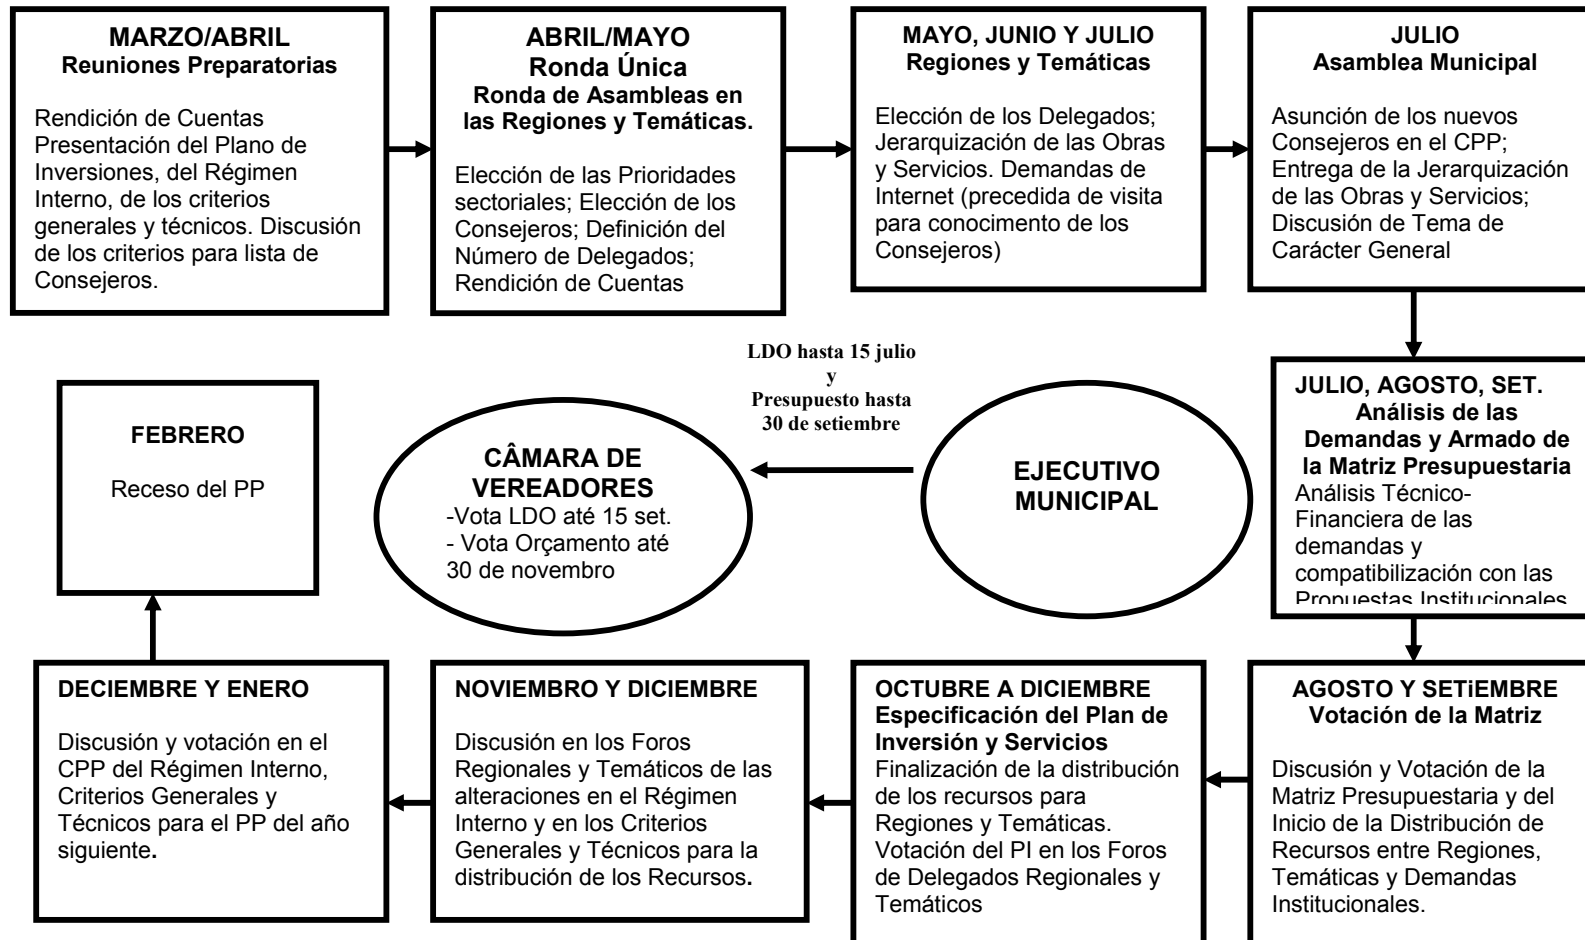 MARZO/ABRIL
Reuniones Preparatorias
Rendición de Cuentas
Presentación del Plano de
Inversiones, del Régimen
Interno, de los criterios
generales y técnicos. Discusión
de los criterios para lista de
Consejeros.
ABRIL/MAYO
Ronda Única
Ronda de Asambleas en
las Regiones y Temáticas.
Elección de las Prioridades
sectoriales; Elección de los
Consejeros; Definición del
Número de Delegados;
Rendición de Cuentas
MAYO, JUNIO Y JULIO
Regiones y Temáticas
Elección de los Delegados;
Jerarquización de las Obras
y Servicios. Demandas de
Internet (precedida de visita
para conocimento de los
Consejeros)
JULIO
Asamblea Municipal
Asunción de los nuevos
Consejeros en el CPP;
Entrega de la Jerarquización
de las Obras y Servicios;
Discusión de Tema de
Carácter General
JULIO, AGOSTO, SET.
Análisis de las
Demandas y Armado de
la Matriz Presupuestaria
Análisis Técnico-
Financiera de las
demandas y
compatibilización con las
Propuestas Institucionales
LDO hasta 15 julio
y
Presupuesto hasta
30 de setiembre
EJECUTIVO
MUNICIPAL
CÂMARA DE
VEREADORES
-Vota LDO até 15 set.
- Vota Orçamento até
30 de novembro
FEBRERO
Receso del PP
AGOSTO Y SETiEMBRE
Votación de la Matriz
Discusión y Votación de la
Matriz Presupuestaria y del
Inicio de la Distribución de
Recursos entre Regiones,
Temáticas y Demandas
Institucionales.
OCTUBRE A DICIEMBRE
Especificación del Plan de
Inversión y Servicios
Finalización de la distribución
de los recursos para
Regiones y Temáticas.
Votación del PI en los Foros
de Delegados Regionales y
Temáticos
NOVIEMBRO Y DICIEMBRE
Discusión en los Foros
Regionales y Temáticos de las
alteraciones en el Régimen
Interno y en los Criterios
Generales y Técnicos para la
distribución de los Recursos.
DECIEMBRE Y ENERO
Discusión y votación en el
CPP del Régimen Interno,
Criterios Generales y
Técnicos para el PP del año
siguiente.